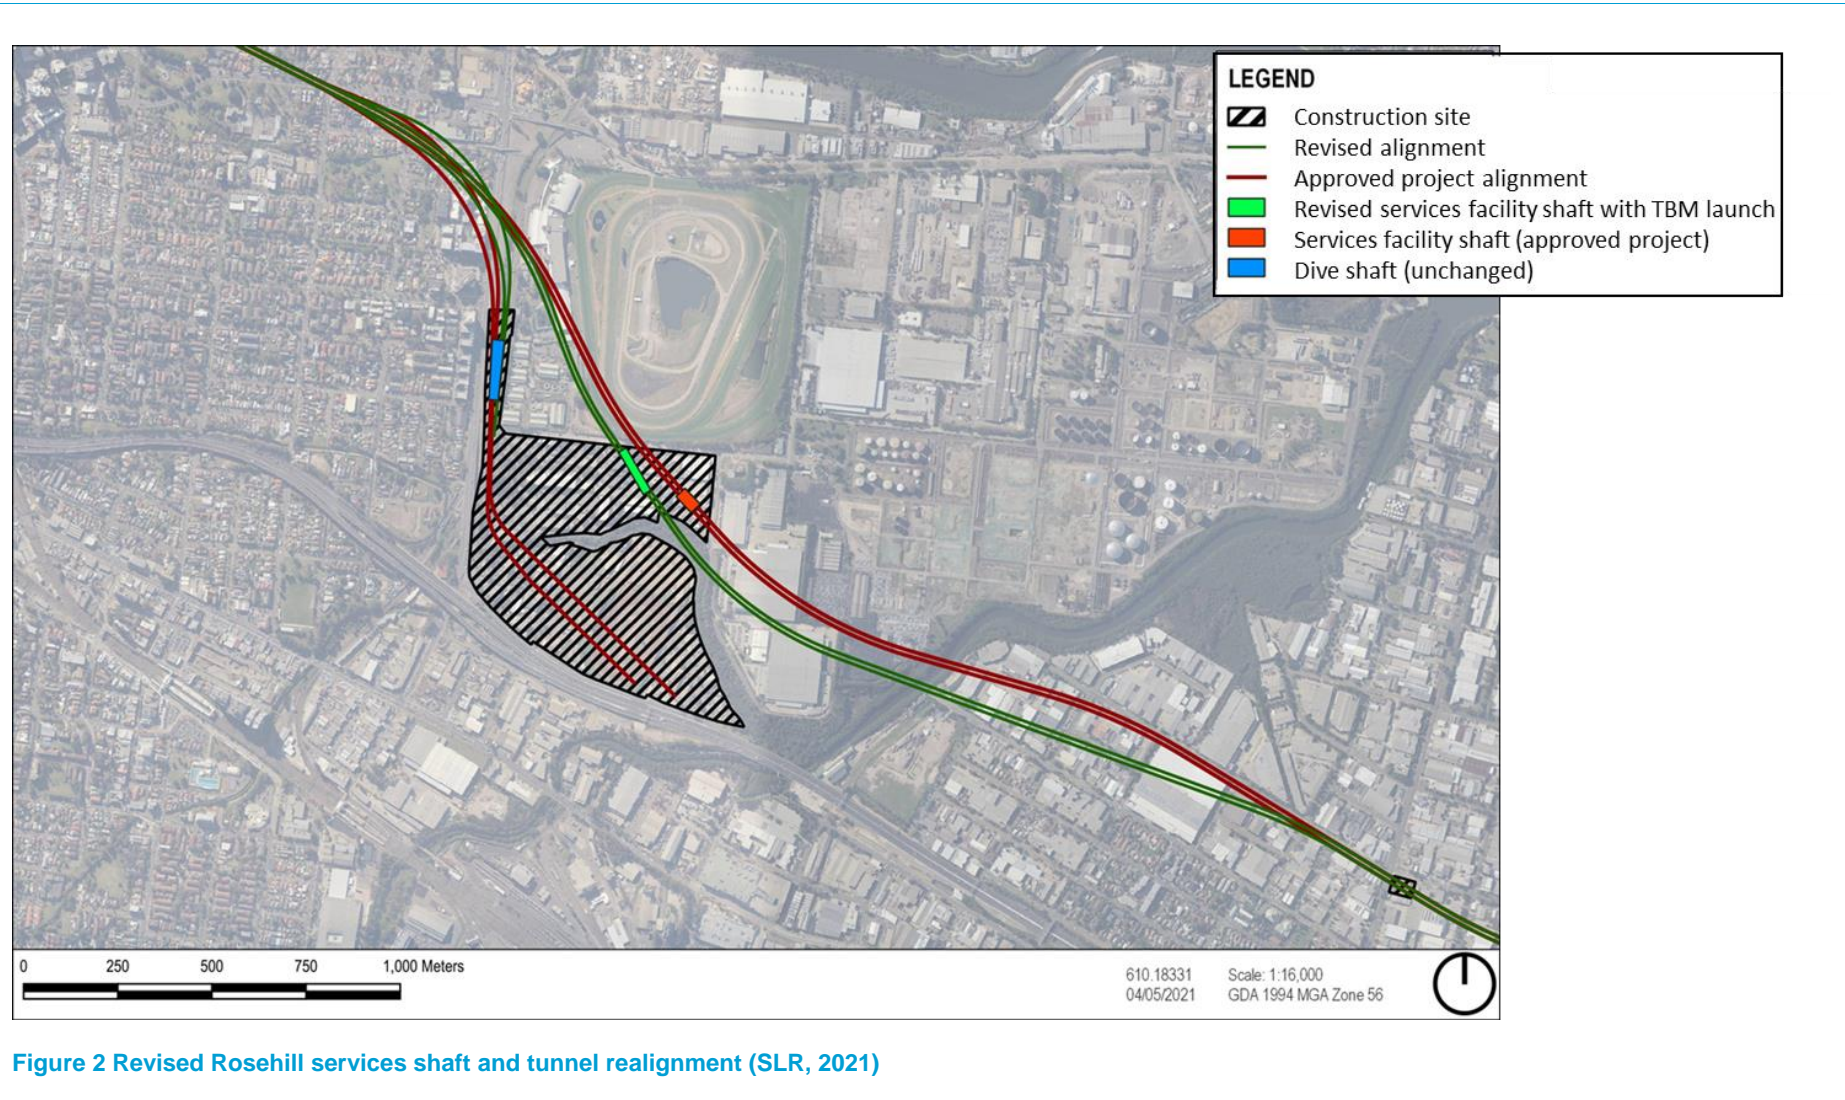 LEGEND
Construction site
Revised alignment
Approved project alignment
Revised services facility shaft with TBM launch
Services facility shaft (approved project)
Dive shaft (unchanged)
0 250 500 750 1,000 Meters
610.18331 Scale: 1:16,000
04/05/2021 GDA 1994 MGA Zone 56
Figure 2 Revised Rosehill services shaft and tunnel realignment (SLR, 2021)